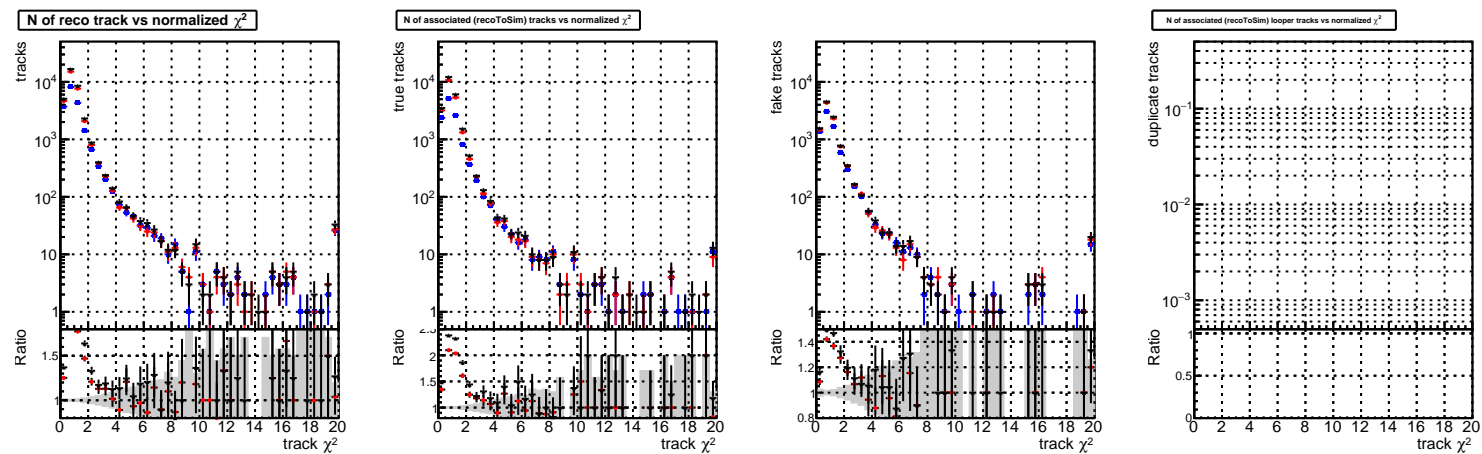 N of reco track vs normalized χ²
tracks
10⁴
10³
10²
10
1
Ratio
1.5
1
0 2 4 6 8 10 12 14 16 18 20
track χ²
N of associated (recoToSim) tracks vs normalized χ²
true tracks
10⁴
10³
10²
10
1
Ratio
2.5
2
1.5
1
0 2 4 6 8 10 12 14 16 18 20
track χ²
fake tracks
10⁴
10³
10²
10
1
Ratio
1.4
1.2
1
0.8
0 2 4 6 8 10 12 14 16 18 20
track χ²
N of associated (recoToSim) looper tracks vs normalized χ²
duplicate tracks
10⁻¹
10⁻²
10⁻³
Ratio
1
0.5
0
0 2 4 6 8 10 12 14 16 18 20
track χ²